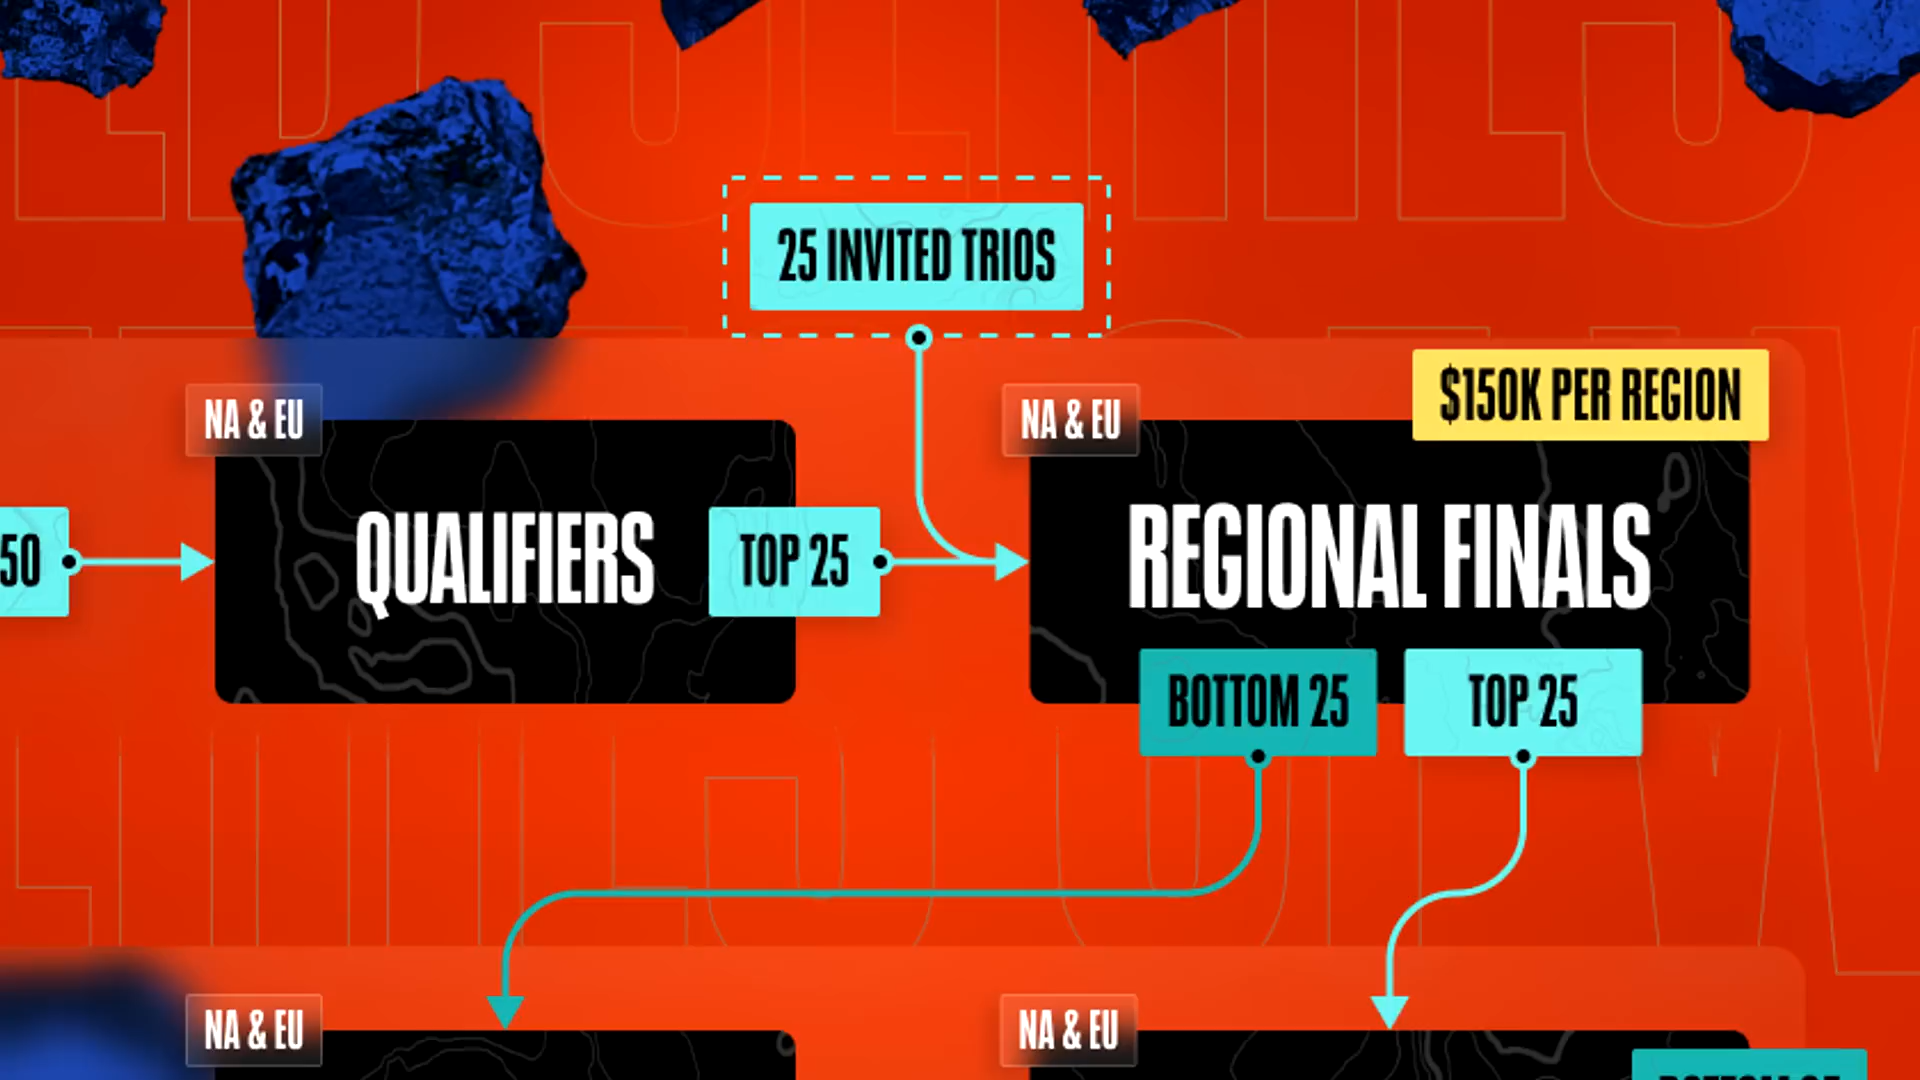 25 INVITED TRIOS
$150K PER REGION
NA & EU
NA & EU
50
QUALIFIERS
TOP 25
REGIONAL FINALS
BOTTOM 25
TOP 25
NA & EU
NA & EU